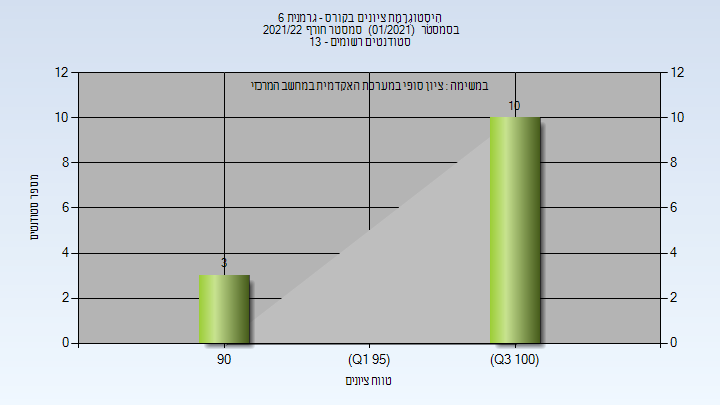 היסטוגרמת ציונים בקורס - גרמנית 6
בסמסטר (01/2021) סמסטר חורף 2021/22
סטודנטים רשומים - 13
במשימה : ציון סופי במערכת האקדמית במחשב המרכזי
12 12
10 10
8 8
6 6
4 4
2 2
0 0
10
3
מספר סטודנטים
90 (Q1 95) (Q3 100)
טווח ציונים